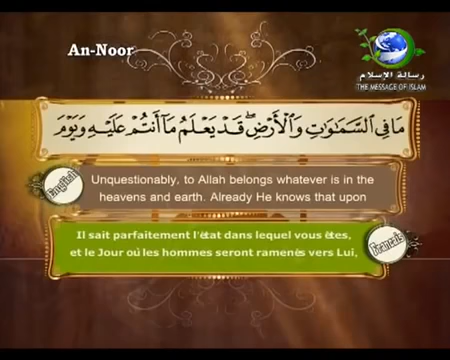 An-Noor
رسالة الإسلام
THE MESSAGE OF ISLAM
مَا فِي السَّمَٰوَٰتِ وَالْأَرْضِ ۖ قَدْ يَعْلَمُ مَا أَنتُمْ عَلَيْهِ وَيَوْمَ
English
Unquestionably, to Allah belongs whatever is in the
heavens and earth. Already He knows that upon
Il sait parfaitement l'état dans lequel vous êtes,
et le Jour où les hommes seront ramenés vers Lui,
français